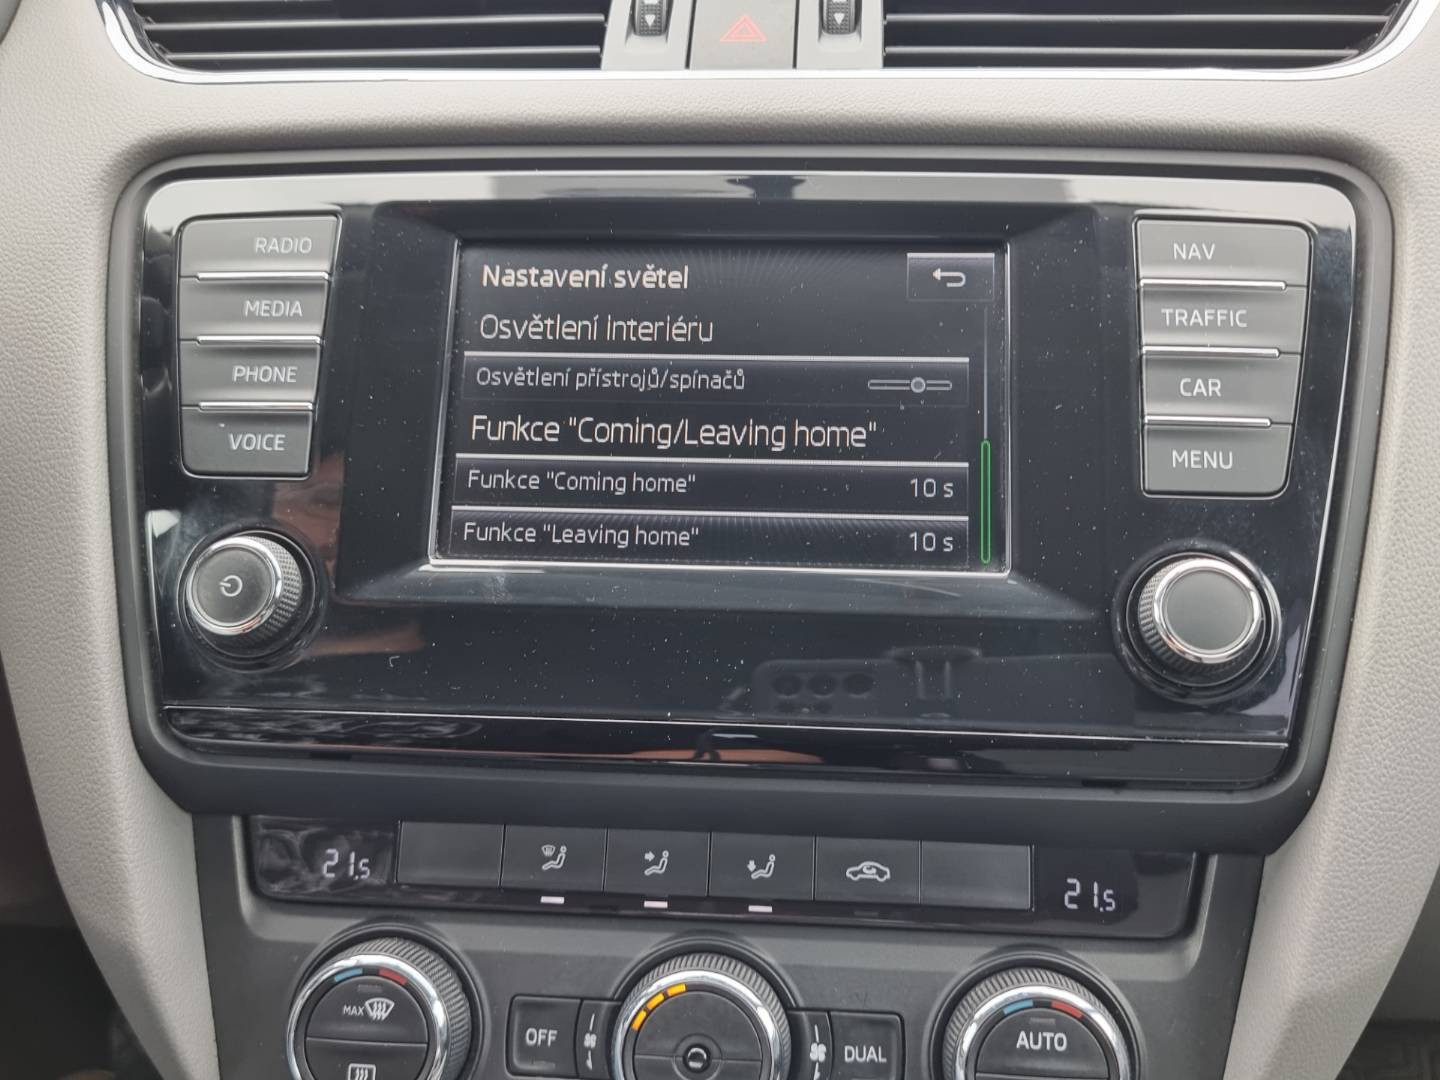 RADIO
MEDIA
PHONE
VOICE
Nastavení světel
Osvětlení interiéru
Osvětlení přístrojů/spínačů
Funkce "Coming/Leaving home"
Funkce "Coming home" 10 s
Funkce "Leaving home" 10 s
NAV
TRAFFIC
CAR
MENU
21.5
21.5
MAX
OFF
DUAL
AUTO